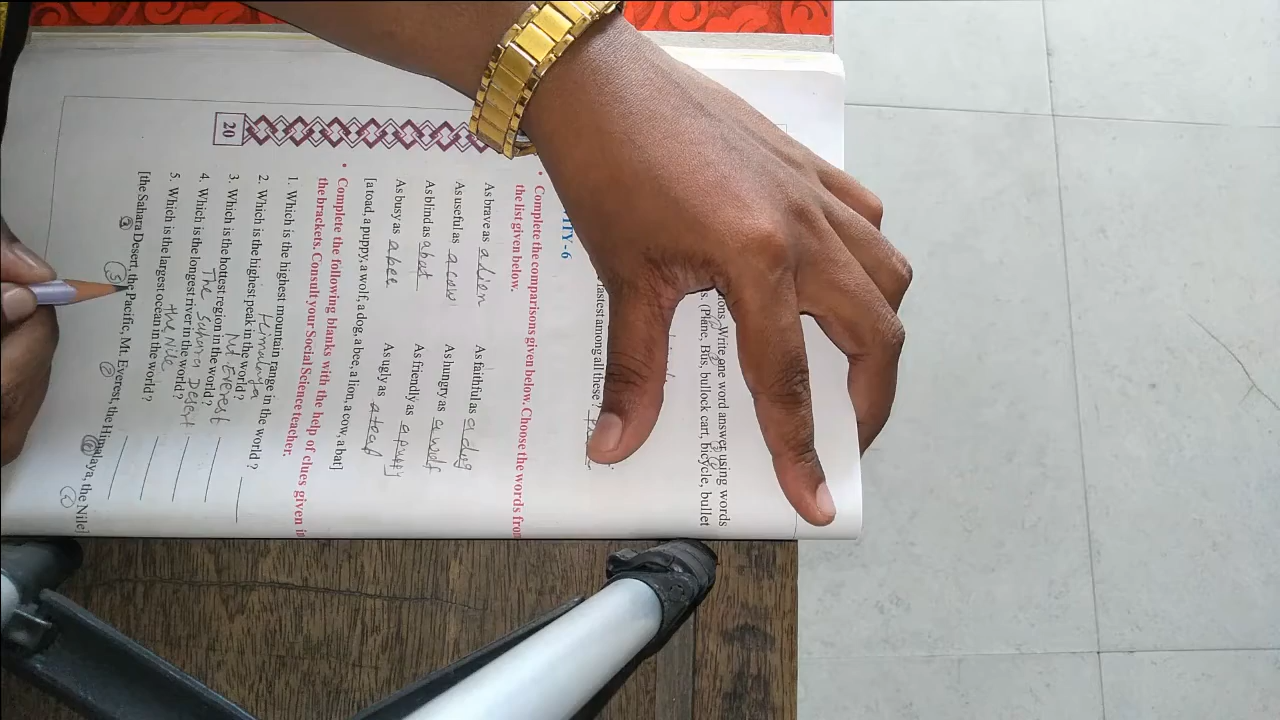 ions. Write one word answer using words
s. (Plane, Bus, bullock cart, bicycle, bullet
fastest among all these?
ITY - 6
• Complete the comparisons given below. Choose the words from
the list given below.
As brave as a lion As faithful as a dog
As useful as a cow As hungry as a wolf
As blind as a bat As friendly as a puppy
As busy as a bee. As ugly as a toad
[a toad, a puppy, a wolf, a dog, a bee, a lion, a cow, a bat]
• Complete the following blanks with the help of clues given i
the brackets. Consult your Social Science teacher.
1. Which is the highest mountain range in the world ?
Himalaya
2. Which is the highest peak in the world ?
Mt Everest
3. Which is the hottest region in the world ?
The Sahara Desert
4. Which is the longest river in the world ?
the Nile
5. Which is the largest ocean in the world ?
[the Sahara Desert, the Pacific, Mt. Everest, the Himalaya, the Nile]
20